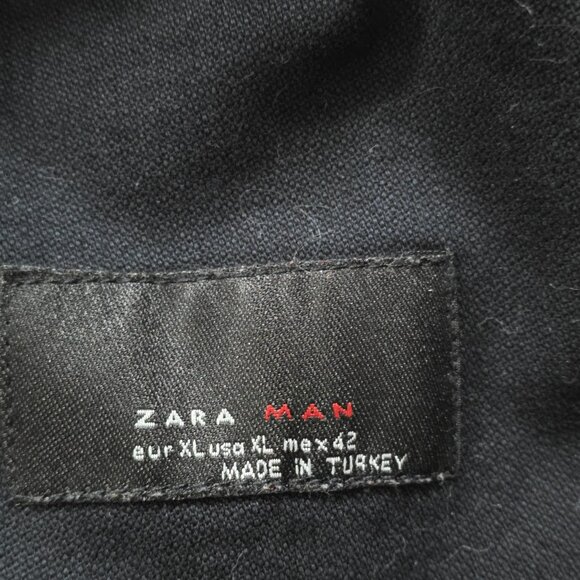 ZARA MAN
eur XL usa XL mex 42
MADE iN TURKEY